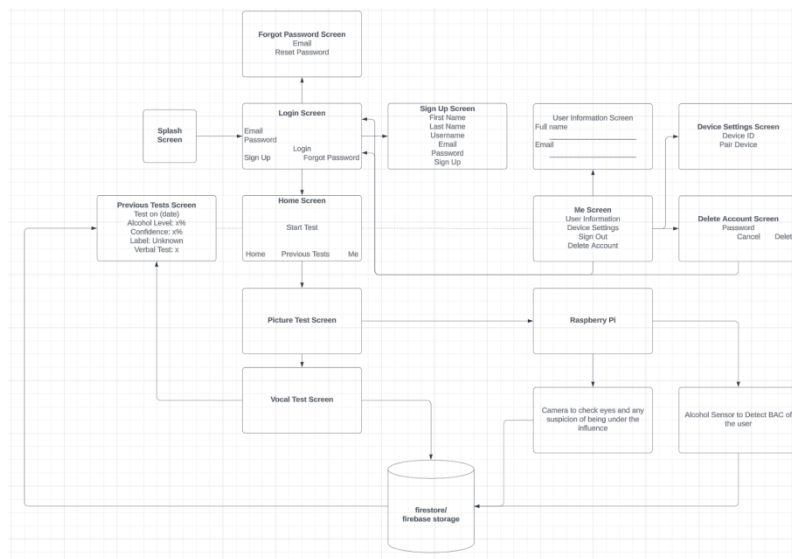 Forgot Password Screen
Email
Reset Password
Splash
Screen
Login Screen
Email
Password
Login
Sign Up
Forgot Password
Sign Up Screen
First Name
Last Name
Username
Email
Password
Sign Up
User Information Screen
Full name
Email
Device Settings Screen
Device ID
Pair Device
Previous Tests Screen
Test on (date)
Alcohol Level: x%
Confidence: x%
Label: Unknown
Verbal Test: x
Home Screen
Start Test
Home
Previous Tests
Me
Me Screen
User Information
Device Settings
Sign Out
Delete Account
Delete Account Screen
Password
Cancel
Delet
Picture Test Screen
Raspberry Pi
Vocal Test Screen
Camera to check eyes and any
suspicion of being under the
influence
Alcohol Sensor to Detect BAC of
the user
firestore/
firebase storage